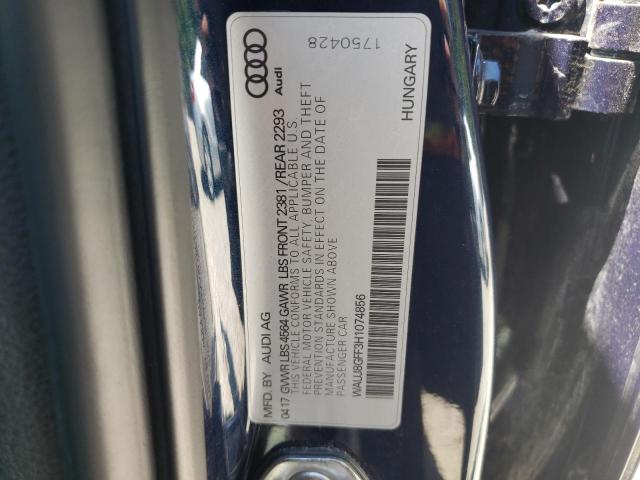 MFD. BY AUDI AG
Audi
0417 GVWR LBS 4564 GAWR LBS FRONT 2381 / REAR 2293
THIS VEHICLE CONFORMS TO ALL APPLICABLE U.S.
FEDERAL MOTOR VEHICLE SAFETY, BUMPER AND THEFT
PREVENTION STANDARDS IN EFFECT ON THE DATE OF
MANUFACTURE SHOWN ABOVE
PASSENGER CAR
WAUJ8GFF3H1074856
1750428
HUNGARY